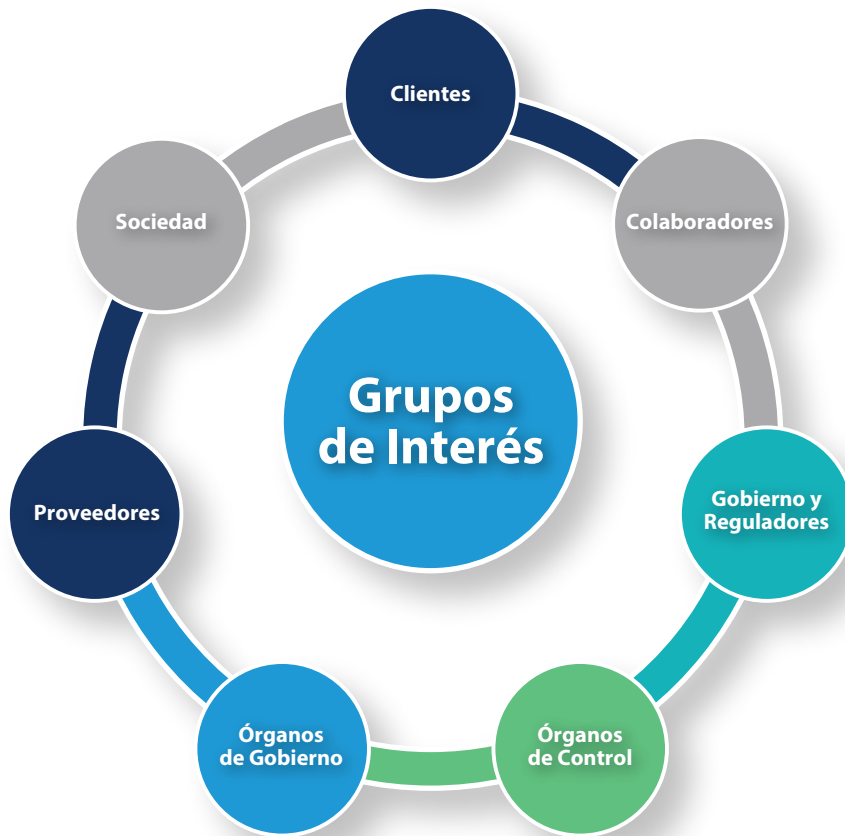 Clientes
Colaboradores
Gobierno y
Reguladores
Órganos
de Control
Órganos
de Gobierno
Proveedores
Sociedad
Grupos
de Interés